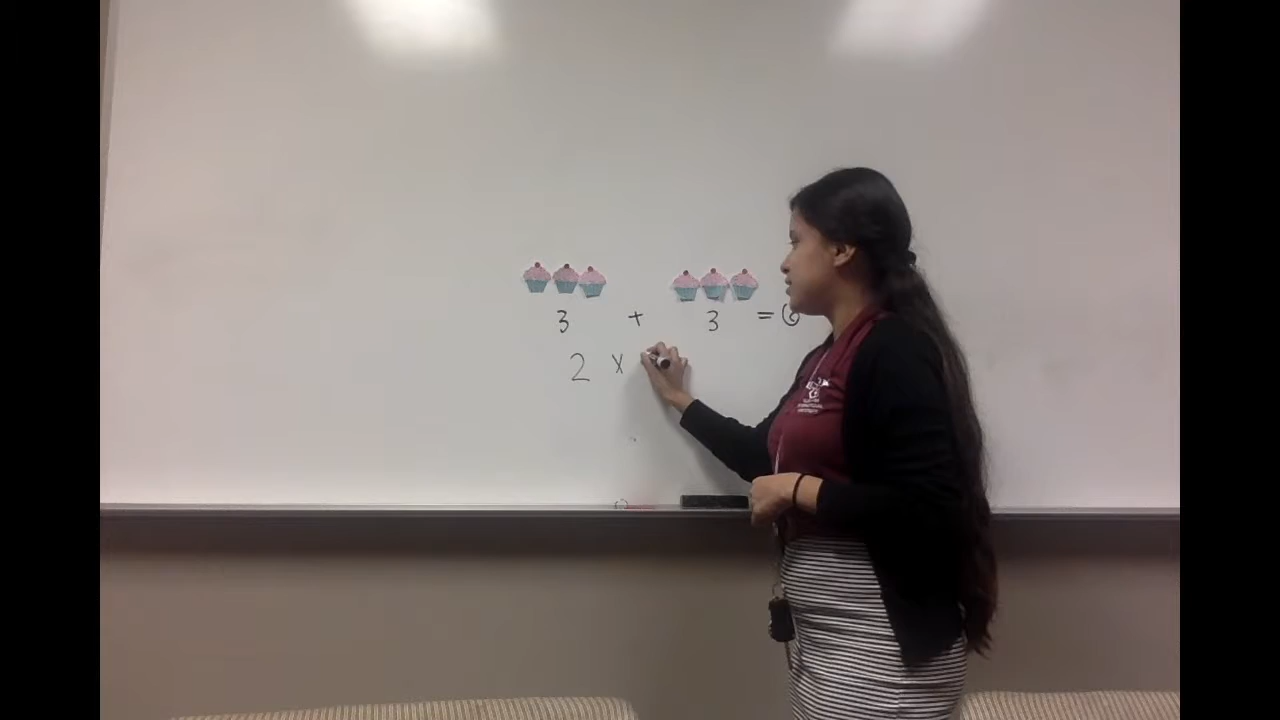 3 + 3 = 6
2 x